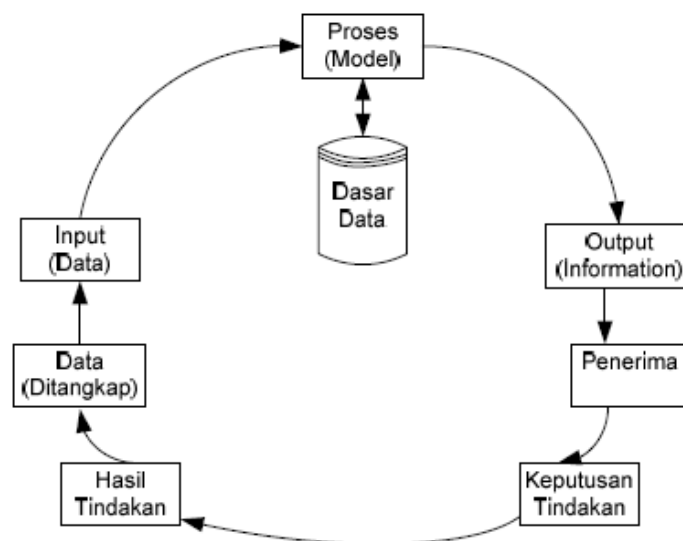 Proses
(Model)
Dasar
Data
Input
(Data)
Output
(Information)
Data
(Ditangkap)
Penerima
Hasil
Tindakan
Keputusan
Tindakan